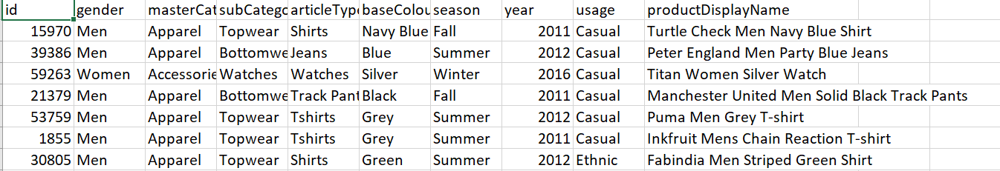 id gender masterCat subCatego articleType baseColou season year usage productDisplayName
15970 Men Apparel Topwear Shirts Navy Blue Fall 2011 Casual Turtle Check Men Navy Blue Shirt
39386 Men Apparel Bottomwe Jeans Blue Summer 2012 Casual Peter England Men Party Blue Jeans
59263 Women Accessorie Watches Watches Silver Winter 2016 Casual Titan Women Silver Watch
21379 Men Apparel Bottomwe Track Pant Black Fall 2011 Casual Manchester United Men Solid Black Track Pants
53759 Men Apparel Topwear Tshirts Grey Summer 2012 Casual Puma Men Grey T-shirt
1855 Men Apparel Topwear Tshirts Grey Summer 2011 Casual Inkfruit Mens Chain Reaction T-shirt
30805 Men Apparel Topwear Shirts Green Summer 2012 Ethnic Fabindia Men Striped Green Shirt